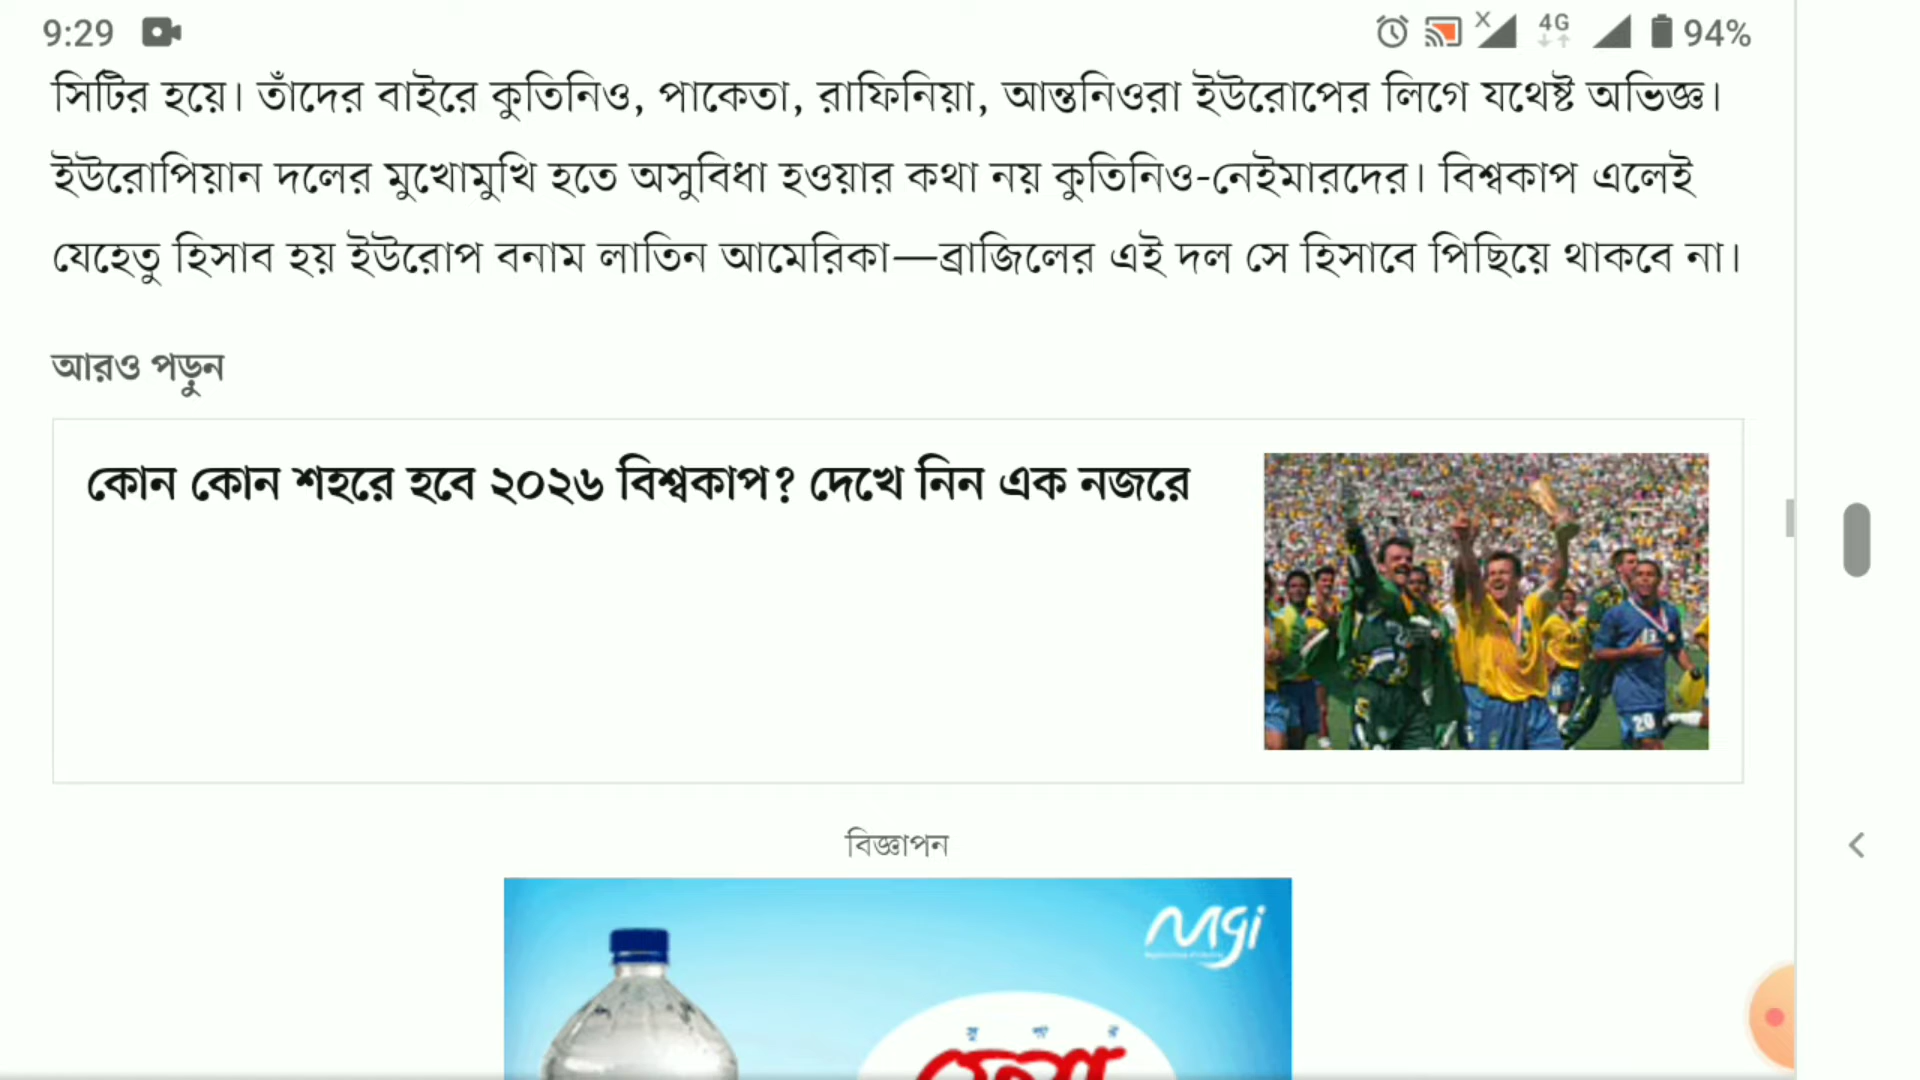 9:29
4G
94%
সিটির হয়ে। তাঁদের বাইরে কুতিনিও, পাকেতা, রাফিনিয়া, আন্তনিওরা ইউরোপের লিগে যথেষ্ট অভিজ্ঞ।
ইউরোপিয়ান দলের মুখোমুখি হতে অসুবিধা হওয়ার কথা নয় কুতিনিও-নেইমারদের। বিশ্বকাপ এলেই
যেহেতু হিসাব হয় ইউরোপ বনাম লাতিন আমেরিকা—ব্রাজিলের এই দল সে হিসাবে পিছিয়ে থাকবে না।
আরও পড়ুন
কোন কোন শহরে হবে ২০২৬ বিশ্বকাপ? দেখে নিন এক নজরে
20
বিজ্ঞাপন
Mgi
সু পা র